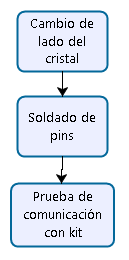 Cambio de
lado del
cristal
Soldado de
pins
Prueba de
comunicación
con kit